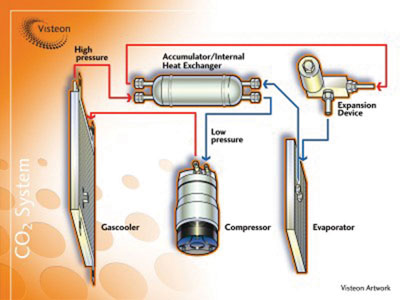 Visteon
High
pressure
Accumulator/Internal
Heat Exchanger
Expansion
Device
Low
pressure
Gascooler
Compressor
Evaporator
CO2 System
Visteon Artwork